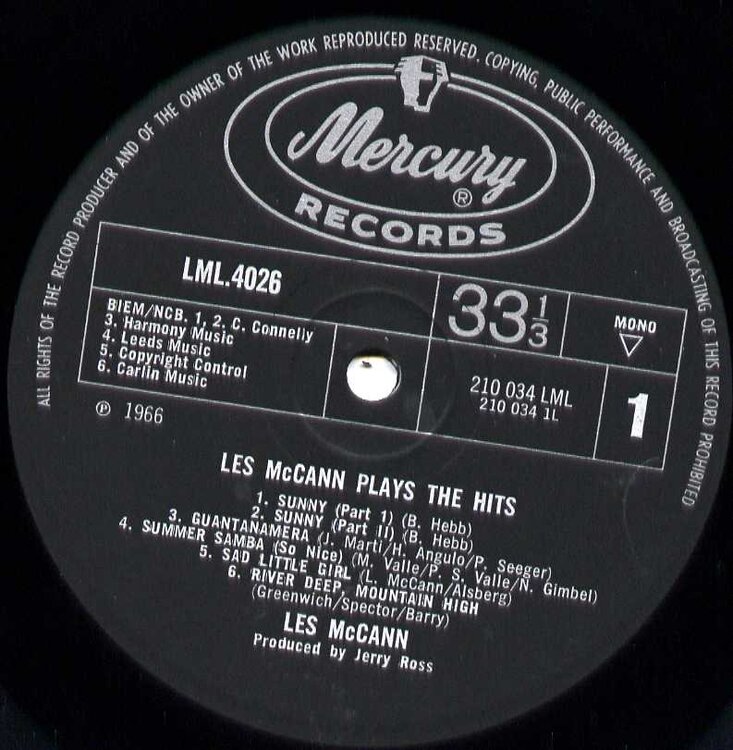 ALL RIGHTS OF THE RECORD PRODUCER AND OF THE OWNER OF THE WORK REPRODUCED RESERVED. COPYING, PUBLIC PERFORMANCE AND BROADCASTING OF THIS RECORD PROHIBITED
Mercury
®
RECORDS
LML.4026
33 1/3
MONO
▽
BIEM/NCB. 1, 2, C. Connelly
3. Harmony Music
4. Leeds Music
5. Copyright Control
6. Carlin Music
210 034 LML
210 034 1L
1
℗ 1966
LES McCANN PLAYS THE HITS
1. SUNNY (Part 1) (B. Hebb)
2. SUNNY (Part II) (B. Hebb)
3. GUANTANAMERA (J. Marti/H. Angulo/P. Seeger)
4. SUMMER SAMBA (So Nice) (M. Valle/P. S. Valle/N. Gimbel)
5. SAD LITTLE GIRL (L. McCann/Alsberg)
6. RIVER DEEP, MOUNTAIN HIGH
(Greenwich/Spector/Barry)
LES McCANN
Produced by Jerry Ross